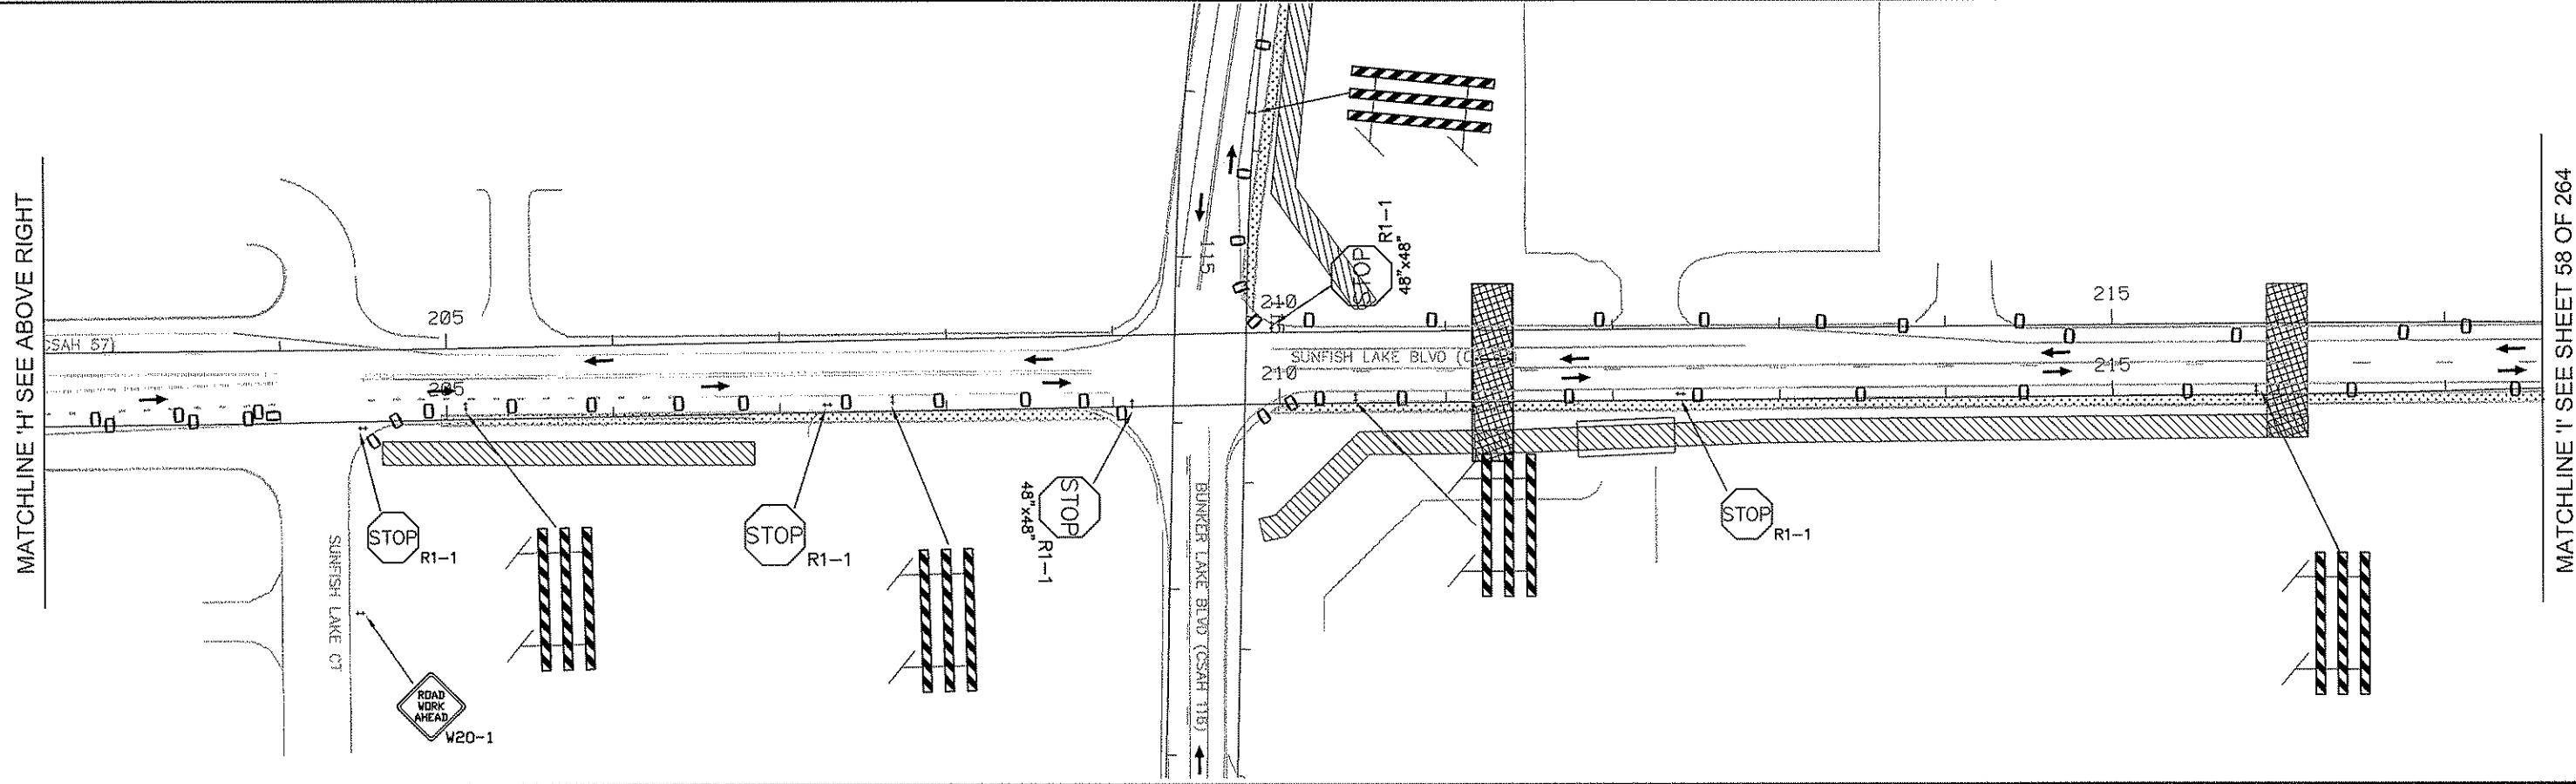 MATCHLINE 'H' SEE ABOVE RIGHT
CSAH 57)
205
205
STOP
R1-1
SUNFISH LAKE CT
ROAD
WORK
AHEAD
W20-1
STOP
R1-1
STOP
R1-1
48"x48"
115
BUNKER LAKE BLVD (CSAH 116)
STOP
R1-1
48"x48"
210
SUNFISH LAKE BLVD
210
STOP
R1-1
215
215
MATCHLINE 'I' SEE SHEET 58 OF 264